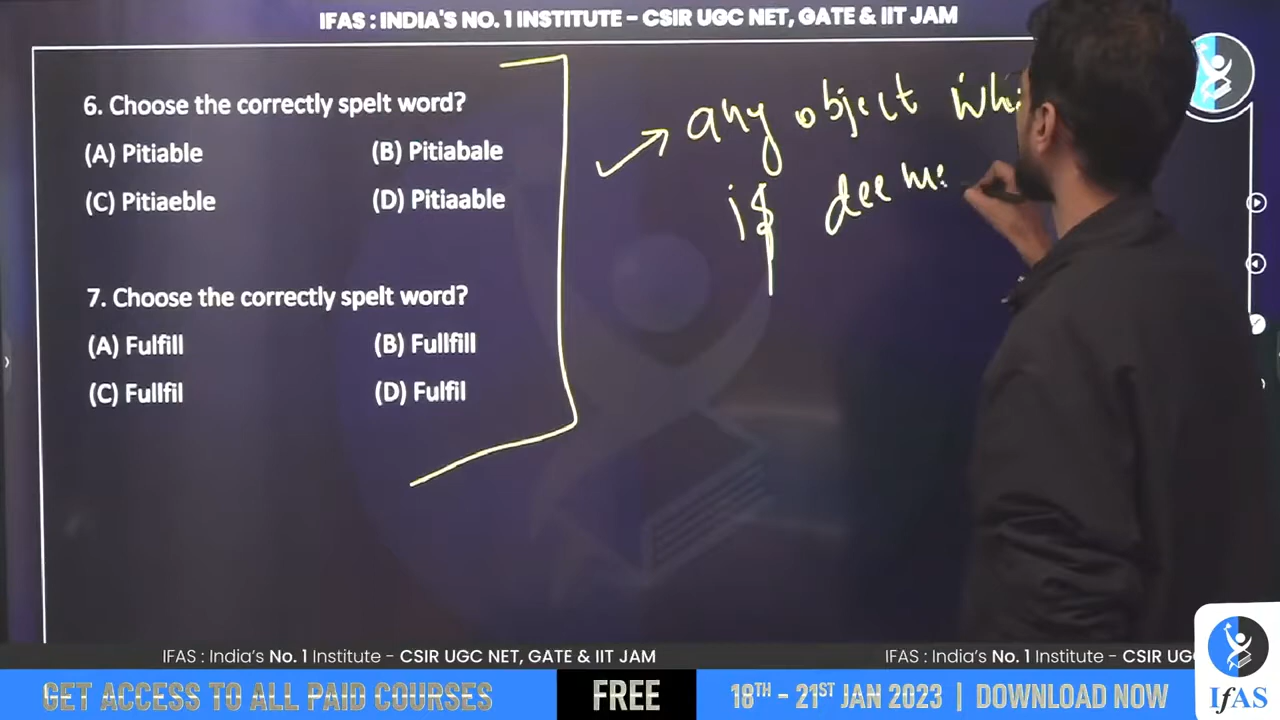 IFAS : INDIA'S NO. 1 INSTITUTE – CSIR UGC NET, GATE & IIT JAM
6. Choose the correctly spelt word?
(A) Pitiable (B) Pitiabale
(C) Pitiaeble (D) Pitiaable
7. Choose the correctly spelt word?
(A) Fulfill (B) Fullfill
(C) Fullfil (D) Fulfil
any object
IFAS : India's No. 1 Institute – CSIR UGC NET, GATE & IIT JAM IFAS : India's No. 1 Institute – CSIR UG
GET ACCESS TO ALL PAID COURSES FREE 18TH - 21ST JAN 2023 | DOWNLOAD NOW
IfAS